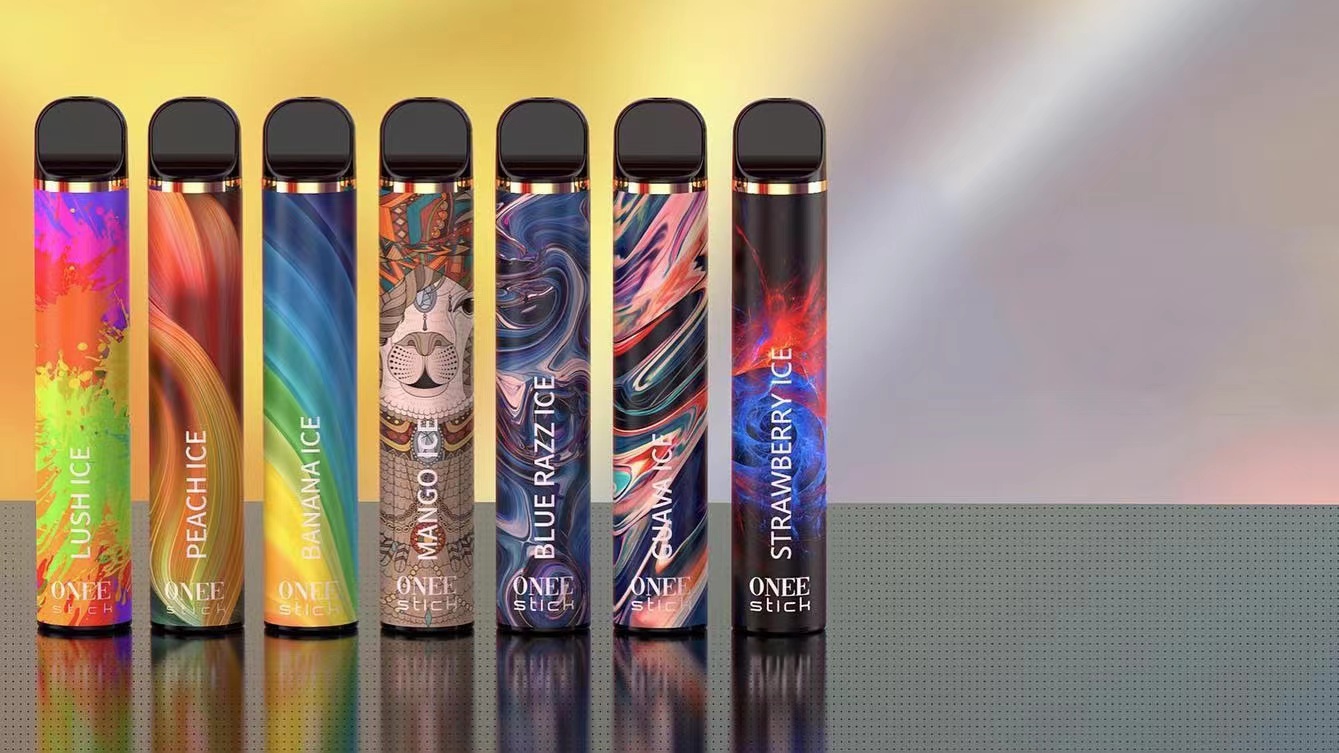 LUSH ICE
ONEE
stick
PEACH ICE
ONEE
stick
BANANA ICE
ONEE
stick
MANGO ICE
ONEE
stick
BLUE RAZZ ICE
ONEE
stick
GUAVA ICE
ONEE
stick
STRAWBERRY ICE
ONEE
stick